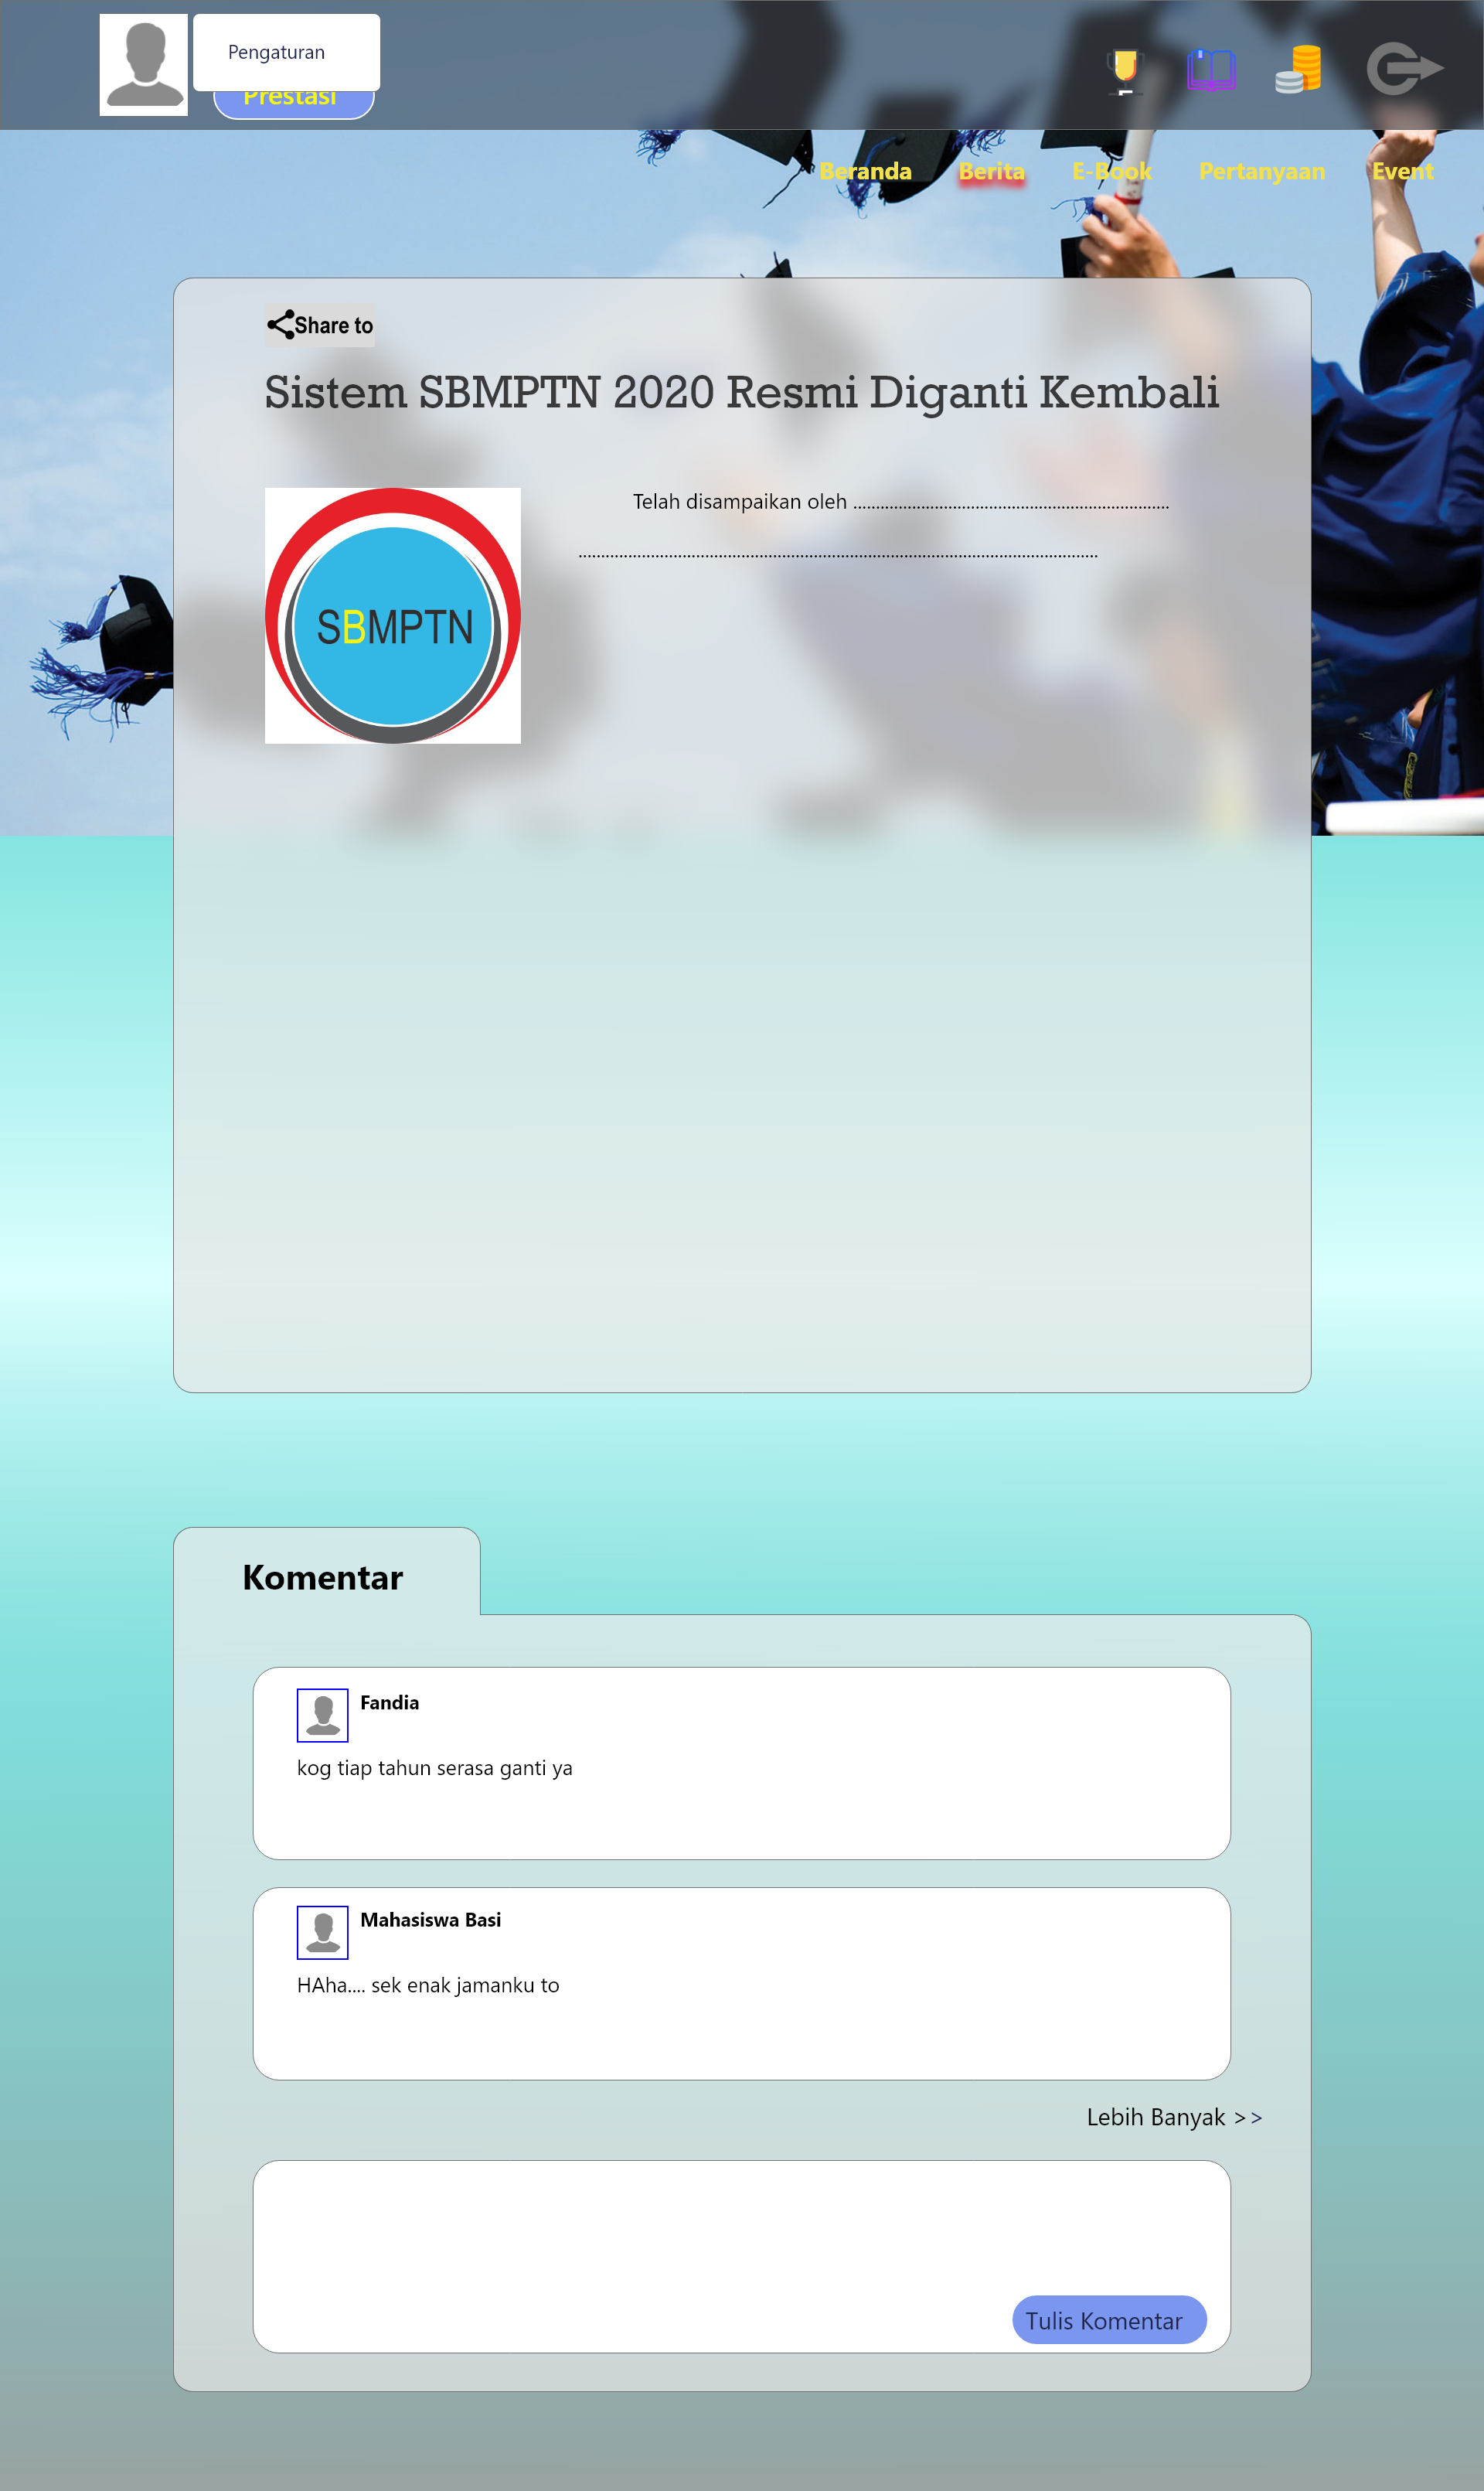 Pengaturan
Prestasi
Beranda Berita E-Book Pertanyaan Event
Share to
Sistem SBMPTN 2020 Resmi Diganti Kembali
Telah disampaikan oleh ......................................................................
...................................................................................................................
SBMPTN
Komentar
Fandia
kog tiap tahun serasa ganti ya
Mahasiswa Basi
HAha.... sek enak jamanku to
Lebih Banyak >>
Tulis Komentar